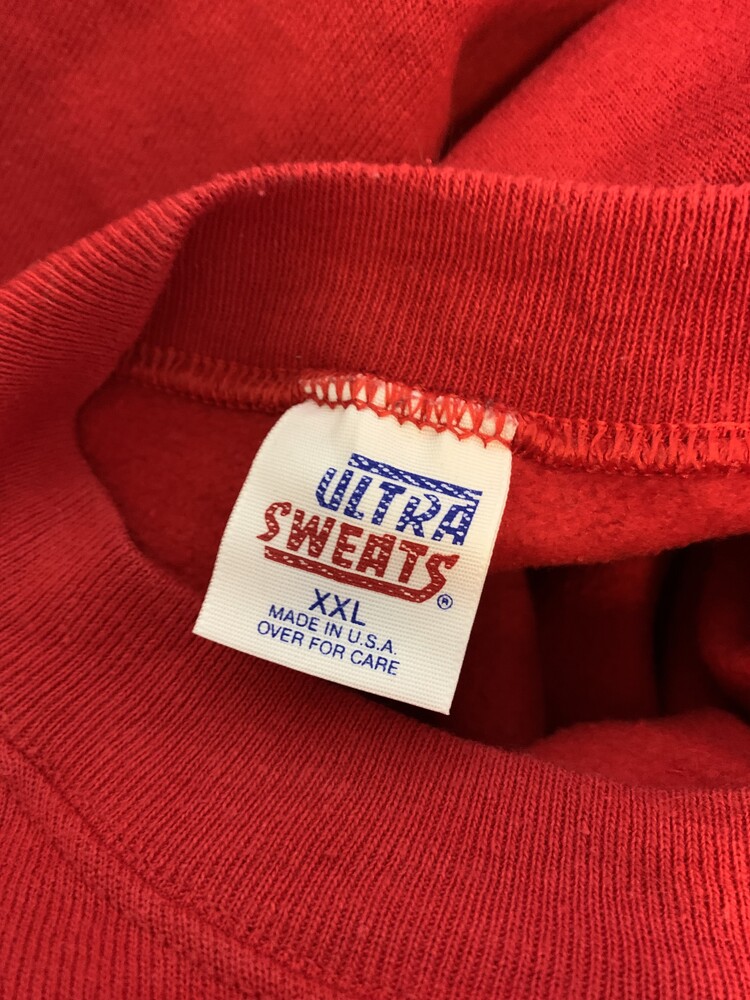 ULTRA
SWEATS®
XXL
MADE IN U.S.A.
OVER FOR CARE